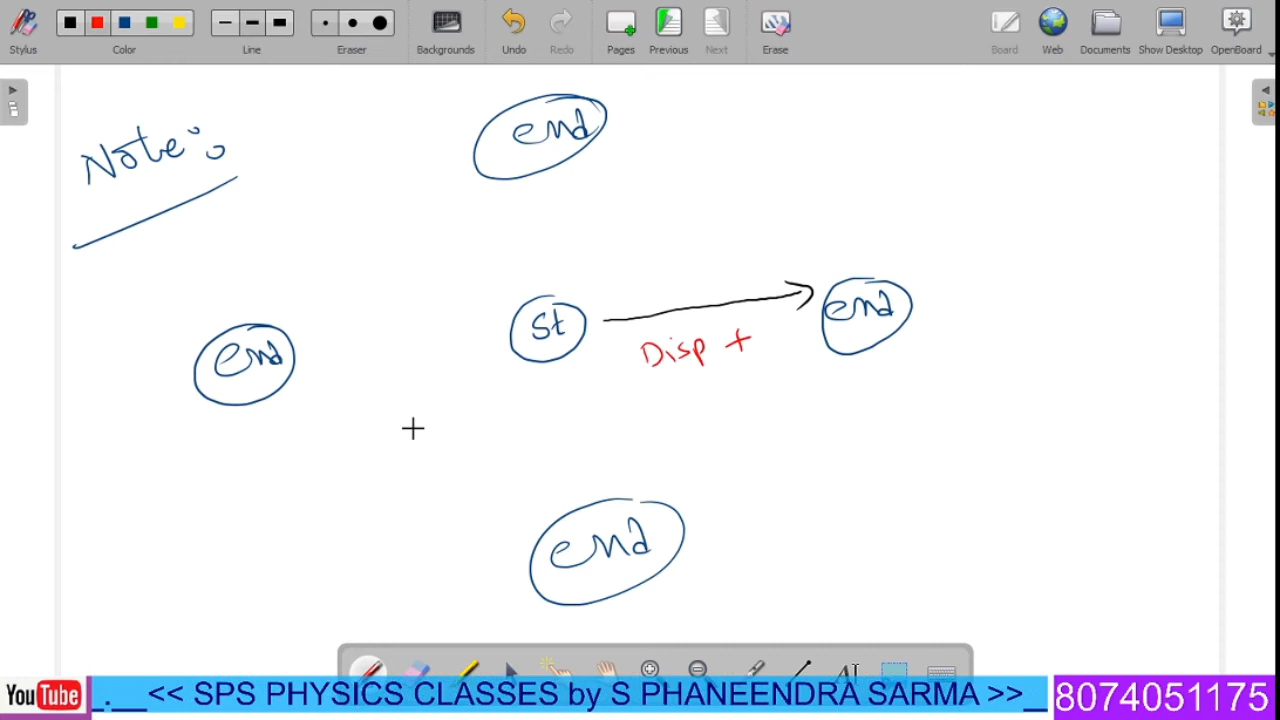 Stylus
Color
Line
Eraser
Backgrounds
Undo
Redo
Pages
Previous
Next
Erase
Board
Web
Documents
Show Desktop
OpenBoard
Note:
end
st
end
Disp +
end
end
YouTube
.__<< SPS PHYSICS CLASSES by S PHANEENDRA SARMA >>_
8074051175